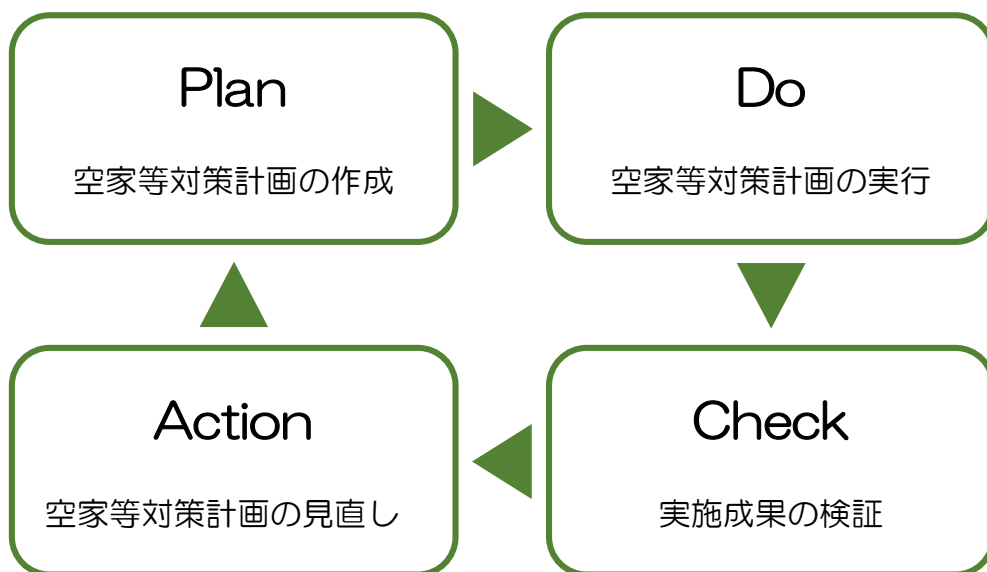 Plan
空家等対策計画の作成
Do
空家等対策計画の実行
Action
空家等対策計画の見直し
Check
実施成果の検証